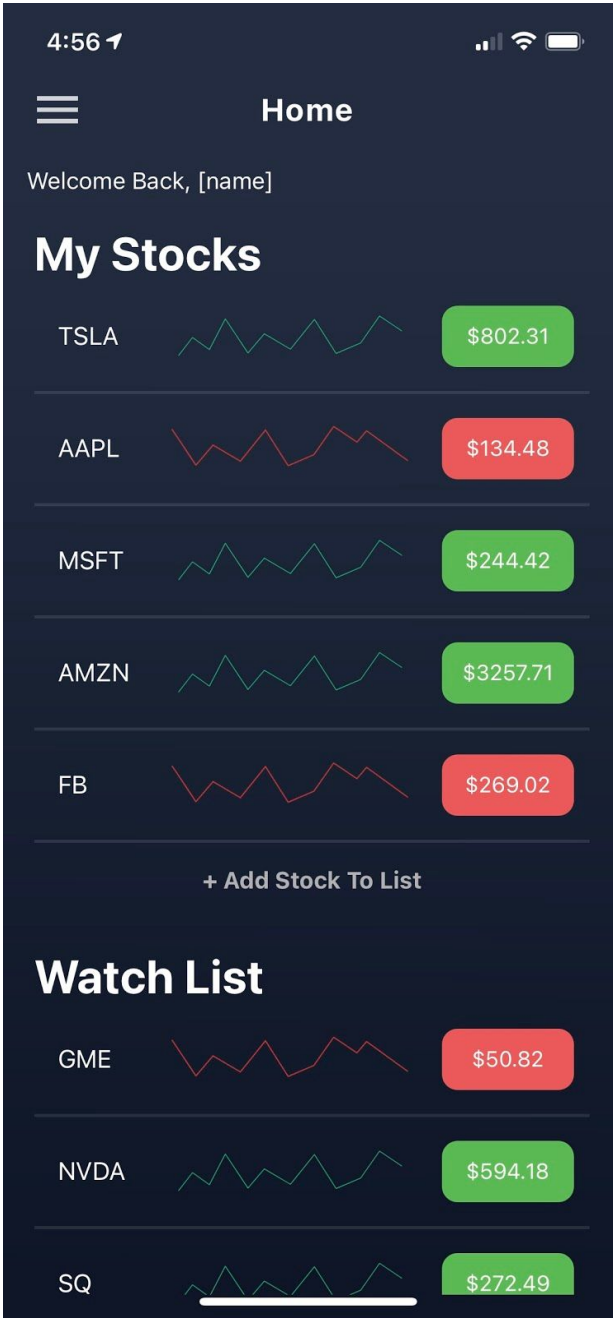 4:56
Home
Welcome Back, [name]
My Stocks
TSLA $802.31
AAPL $134.48
MSFT $244.42
AMZN $3257.71
FB $269.02
+ Add Stock To List
Watch List
GME $50.82
NVDA $594.18
SQ $272.49